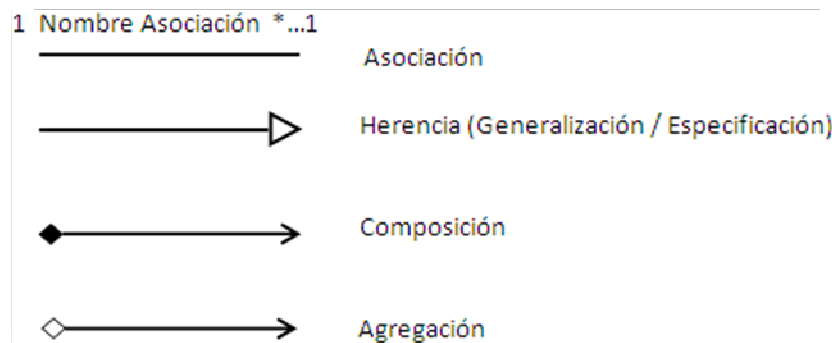 1 Nombre Asociación *...1
Asociación
Herencia (Generalización / Especificación)
Composición
Agregación